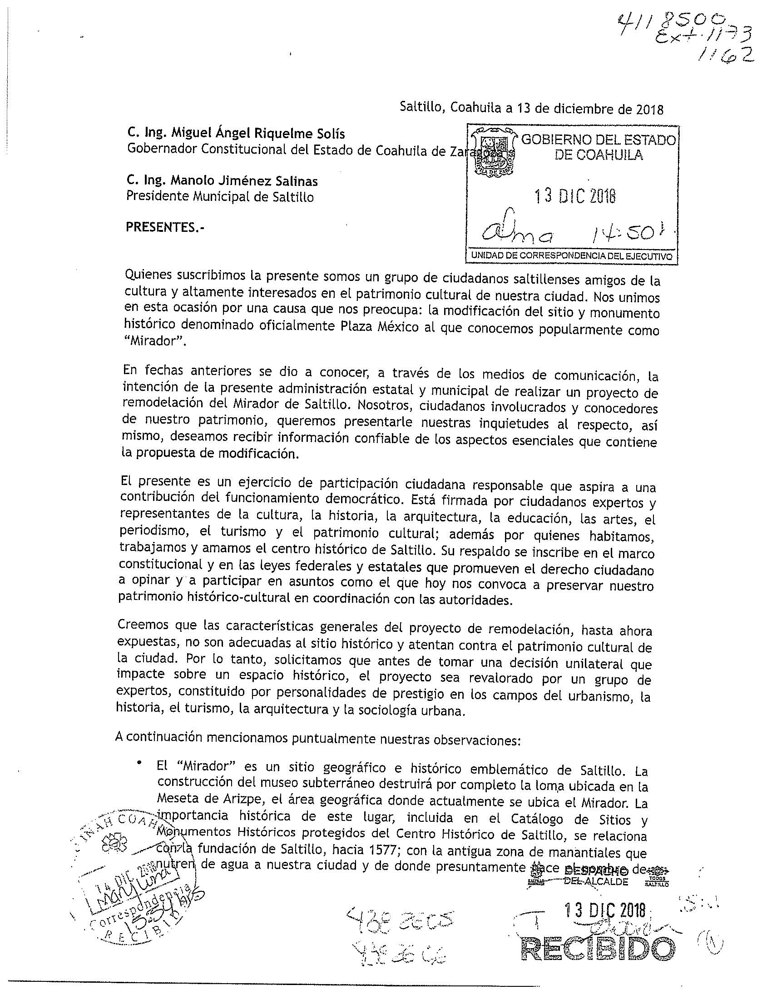 411 8500
Ext. 1173
1162
Saltillo, Coahuila a 13 de diciembre de 2018
C. Ing. Miguel Ángel Riquelme Solís
Gobernador Constitucional del Estado de Coahuila de Zaragoza
GOBIERNO DEL ESTADO
DE COAHUILA
13 DIC 2018
alma 14:50
UNIDAD DE CORRESPONDENCIA DEL EJECUTIVO
C. Ing. Manolo Jiménez Salinas
Presidente Municipal de Saltillo
PRESENTES.-
Quienes suscribimos la presente somos un grupo de ciudadanos saltillenses amigos de la
cultura y altamente interesados en el patrimonio cultural de nuestra ciudad. Nos unimos
en esta ocasión por una causa que nos preocupa: la modificación del sitio y monumento
histórico denominado oficialmente Plaza México al que conocemos popularmente como
“Mirador”.
En fechas anteriores se dio a conocer, a través de los medios de comunicación, la
intención de la presente administración estatal y municipal de realizar un proyecto de
remodelación del Mirador de Saltillo. Nosotros, ciudadanos involucrados y conocedores
de nuestro patrimonio, queremos presentarle nuestras inquietudes al respecto, así
mismo, deseamos recibir información confiable de los aspectos esenciales que contiene
la propuesta de modificación.
El presente es un ejercicio de participación ciudadana responsable que aspira a una
contribución del funcionamiento democrático. Está firmada por ciudadanos expertos y
representantes de la cultura, la historia, la arquitectura, la educación, las artes, el
periodismo, el turismo y el patrimonio cultural; además por quienes habitamos,
trabajamos y amamos el centro histórico de Saltillo. Su respaldo se inscribe en el marco
constitucional y en las leyes federales y estatales que promueven el derecho ciudadano
a opinar y a participar en asuntos como el que hoy nos convoca a preservar nuestro
patrimonio histórico-cultural en coordinación con las autoridades.
Creemos que las características generales del proyecto de remodelación, hasta ahora
expuestas, no son adecuadas al sitio histórico y atentan contra el patrimonio cultural de
la ciudad. Por lo tanto, solicitamos que antes de tomar una decisión unilateral que
impacte sobre un espacio histórico, el proyecto sea revalorado por un grupo de
expertos, constituido por personalidades de prestigio en los campos del urbanismo, la
historia, el turismo, la arquitectura y la sociología urbana.
A continuación mencionamos puntualmente nuestras observaciones:
• El “Mirador” es un sitio geográfico e histórico emblemático de Saltillo. La
construcción del museo subterráneo destruirá por completo la loma ubicada en la
Meseta de Arizpe, el área geográfica donde actualmente se ubica el Mirador. La
importancia histórica de este lugar, incluida en el Catálogo de Sitios y
Monumentos Históricos protegidos del Centro Histórico de Saltillo, se relaciona
con la fundación de Saltillo, hacia 1577; con la antigua zona de manantiales que
nutren de agua a nuestra ciudad y de donde presuntamente nace el nombre de
INAH COAH
14 DIC 2018
Mary Luna
Correspondencia
15:34 hrs
RECIBIDO
DESPACHO
DEL ALCALDE
TODOS
SALTILLO
13 DIC 2018
RECIBIDO